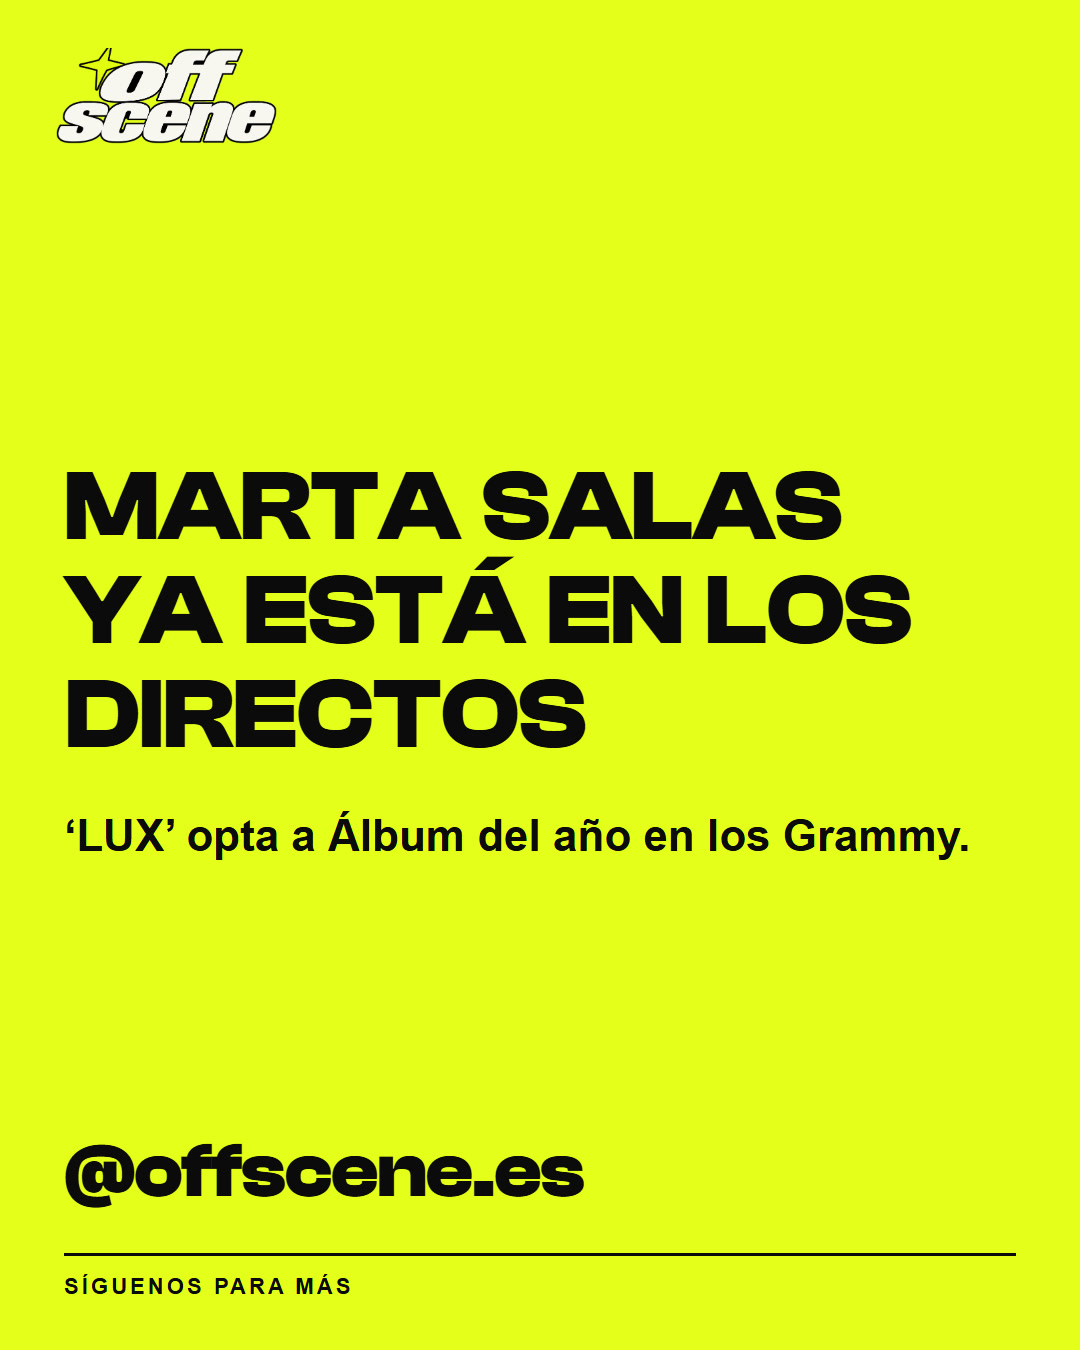 off
scene
MARTA SALAS
YA ESTÁ EN LOS
DIRECTOS
‘LUX’ opta a Álbum del año en los Grammy.
@offscene.es
SÍGUENOS PARA MÁS